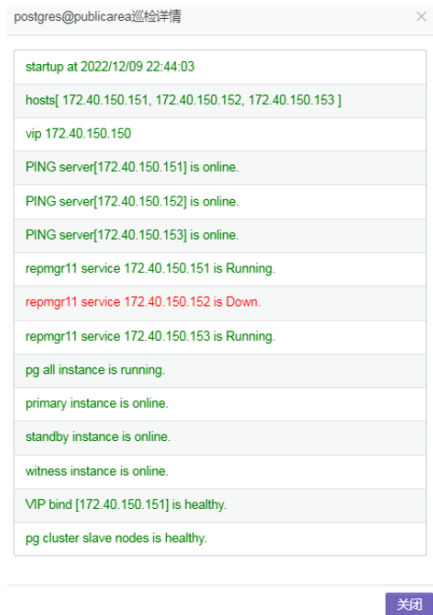 postgres@publicarea巡检详情
startup at 2022/12/09 22:44:03
hosts[ 172.40.150.151, 172.40.150.152, 172.40.150.153 ]
vip 172.40.150.150
PING server[172.40.150.151] is online.
PING server[172.40.150.152] is online.
PING server[172.40.150.153] is online.
repmgr11 service 172.40.150.151 is Running.
repmgr11 service 172.40.150.152 is Down.
repmgr11 service 172.40.150.153 is Running.
pg all instance is running.
primary instance is online.
standby instance is online.
witness instance is online.
VIP bind [172.40.150.151] is healthy.
pg cluster slave nodes is healthy.
关闭